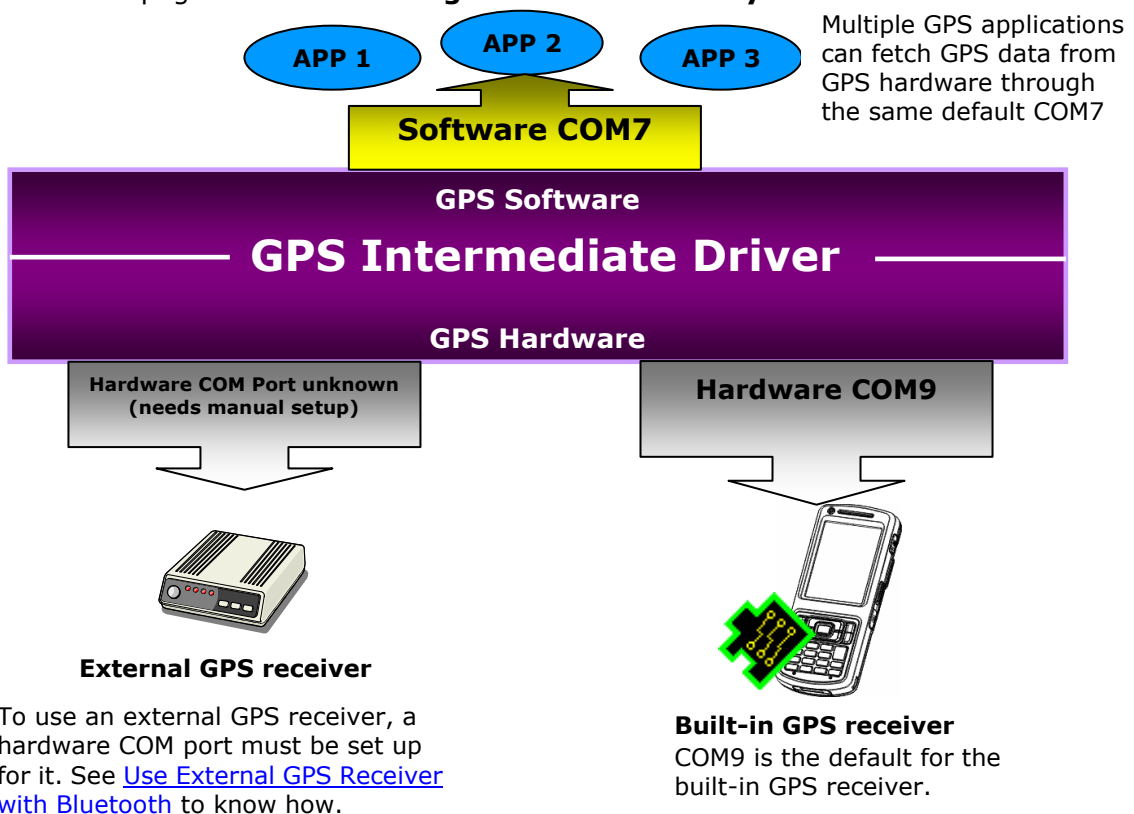 APP 1
APP 2
APP 3
Multiple GPS applications
can fetch GPS data from
GPS hardware through
the same default COM7
Software COM7
GPS Software
GPS Intermediate Driver
GPS Hardware
Hardware COM Port unknown
(needs manual setup)
Hardware COM9
External GPS receiver
To use an external GPS receiver, a
hardware COM port must be set up
for it. See Use External GPS Receiver
with Bluetooth to know how.
Built-in GPS receiver
COM9 is the default for the
built-in GPS receiver.